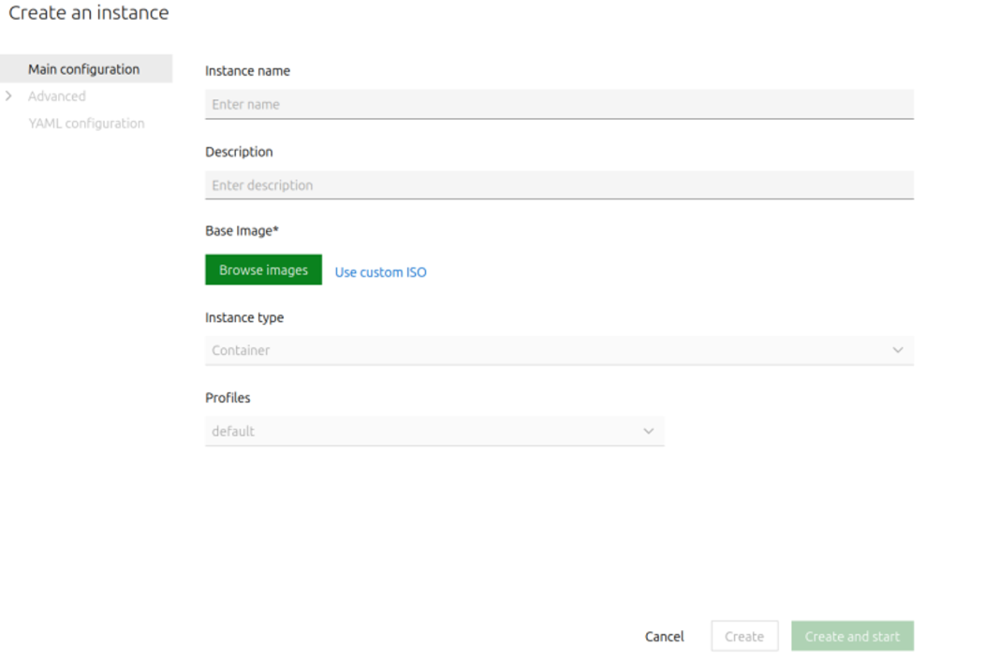 Create an instance
Main configuration
Advanced
YAML configuration
Instance name
Enter name
Description
Enter description
Base Image*
Browse images Use custom ISO
Instance type
Container
Profiles
default
Cancel Create Create and start